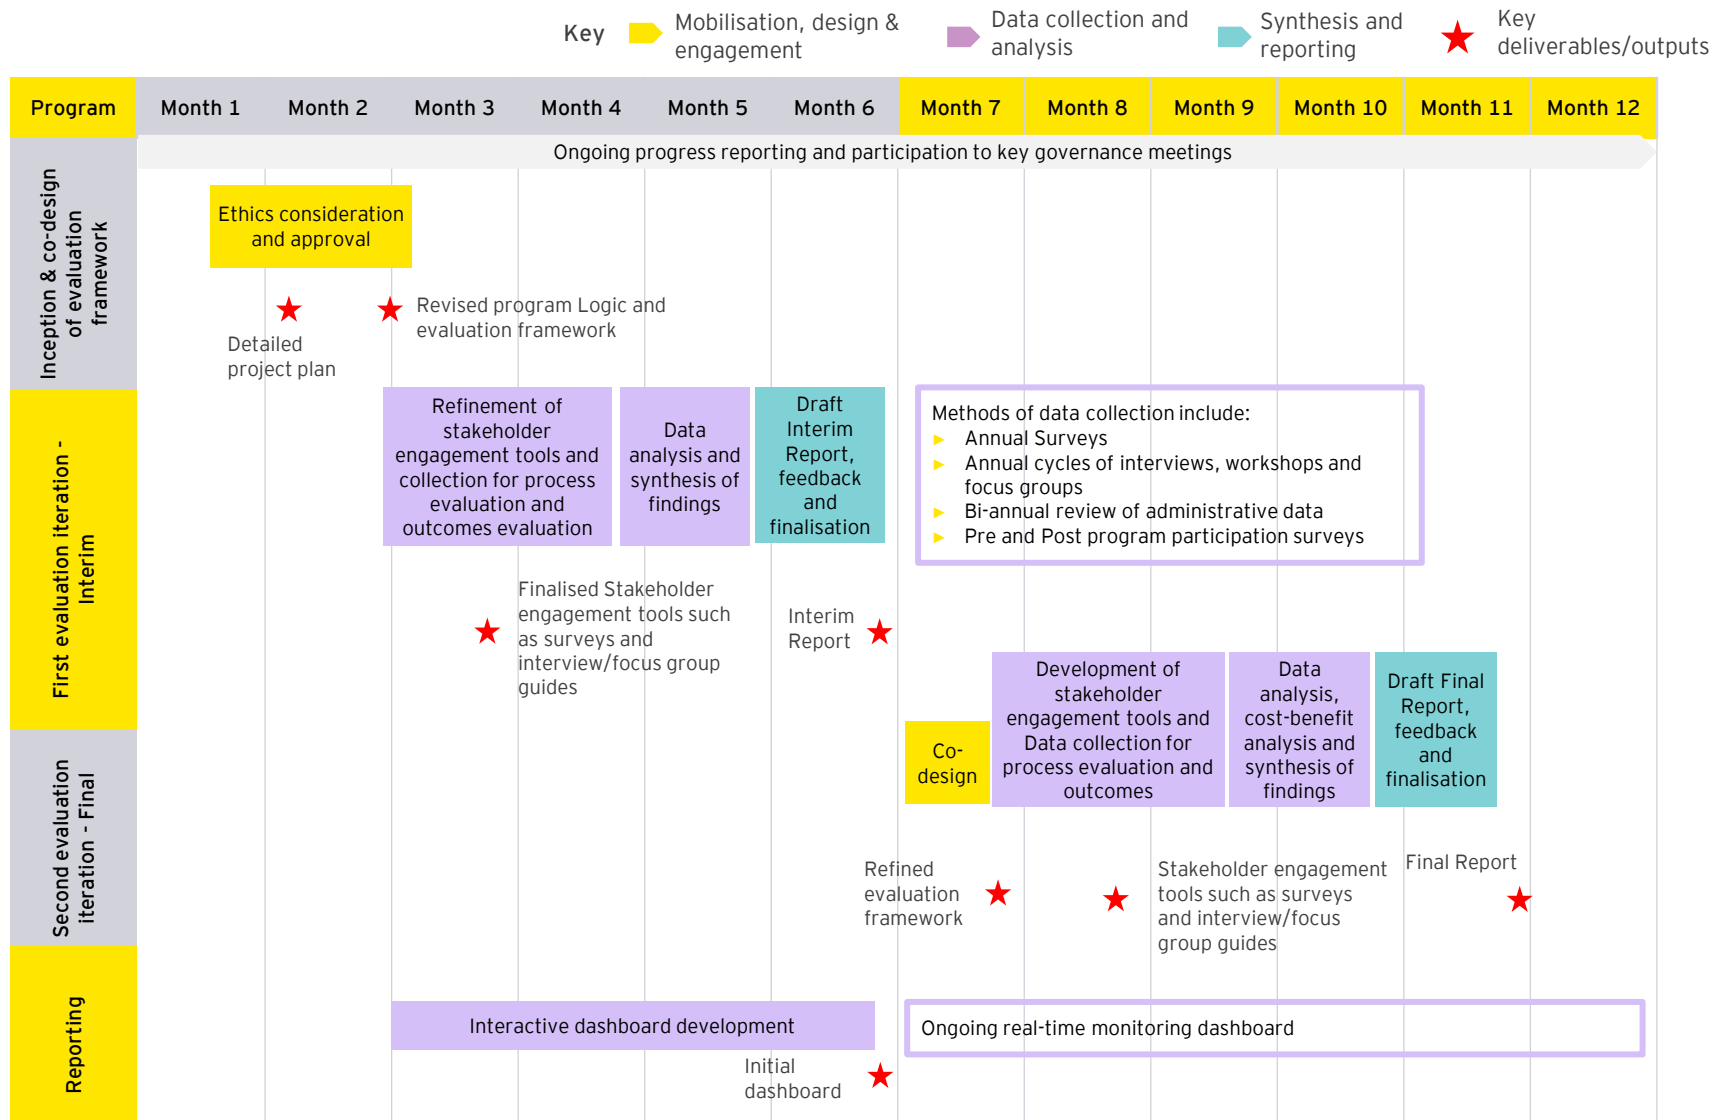 Key
Mobilisation, design &
engagement
Data collection and
analysis
Synthesis and
reporting
Key
deliverables/outputs
Program
Month 1
Month 2
Month 3
Month 4
Month 5
Month 6
Month 7
Month 8
Month 9
Month 10
Month 11
Month 12
Ongoing progress reporting and participation to key governance meetings
Inception & co-design
of evaluation
framework
Ethics consideration
and approval
Detailed
project plan
Revised program Logic and
evaluation framework
First evaluation iteration -
Interim
Refinement of
stakeholder
engagement tools and
collection for process
evaluation and
outcomes evaluation
Data
analysis and
synthesis of
findings
Draft
Interim
Report,
feedback
and
finalisation
Methods of data collection include:
Annual Surveys
Annual cycles of interviews, workshops and
focus groups
Bi-annual review of administrative data
Pre and Post program participation surveys
Finalised Stakeholder
engagement tools such
as surveys and
interview/focus group
guides
Interim
Report
Second evaluation
iteration - Final
Co-
design
Development of
stakeholder
engagement tools and
Data collection for
process evaluation and
outcomes
Data
analysis,
cost-benefit
analysis and
synthesis of
findings
Draft Final
Report,
feedback
and
finalisation
Refined
evaluation
framework
Stakeholder engagement
tools such as surveys
and interview/focus
group guides
Final Report
Reporting
Interactive dashboard development
Ongoing real-time monitoring dashboard
Initial
dashboard